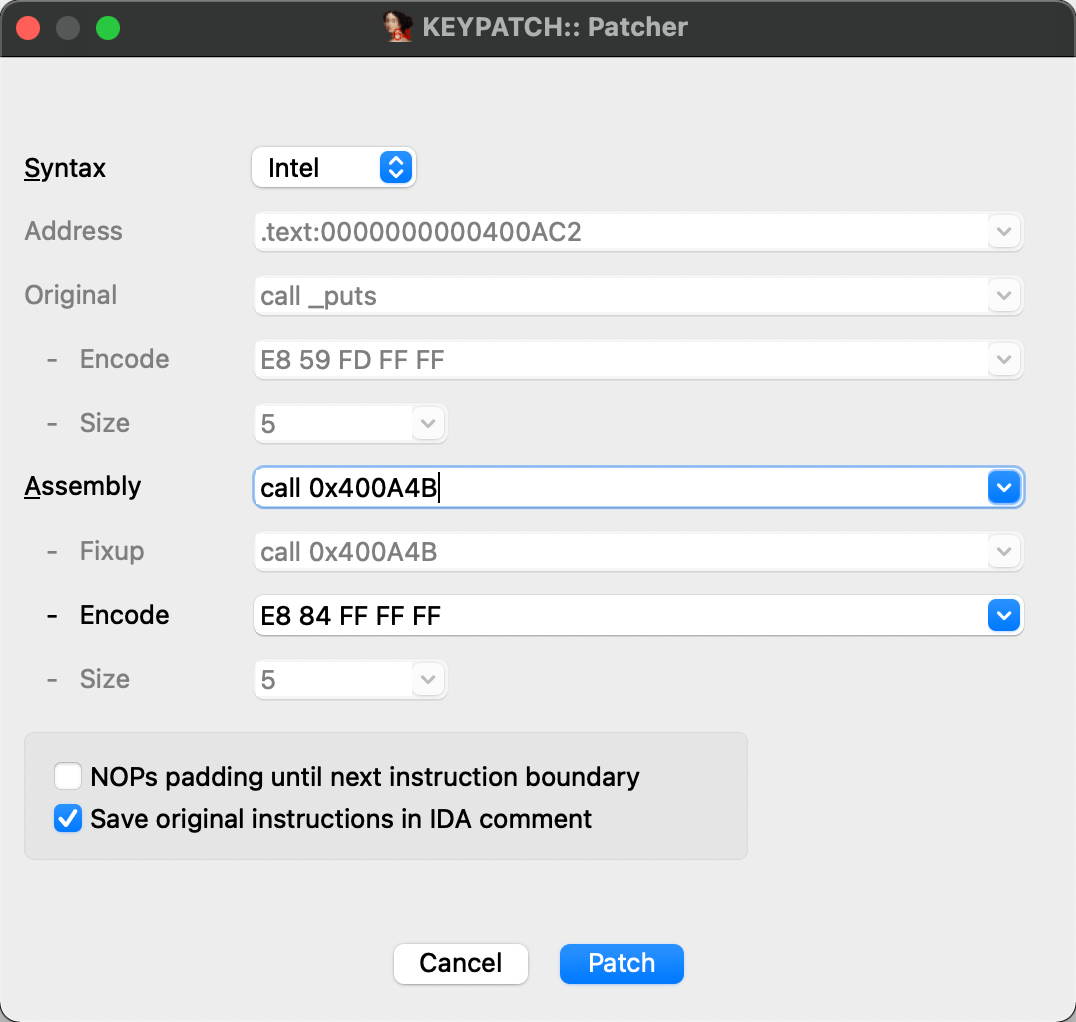 KEYPATCH:: Patcher
Syntax Intel
Address .text:0000000000400AC2
Original call _puts
- Encode E8 59 FD FF FF
- Size 5
Assembly call 0x400A4B
- Fixup call 0x400A4B
- Encode E8 84 FF FF FF
- Size 5
NOPs padding until next instruction boundary
Save original instructions in IDA comment
Cancel Patch